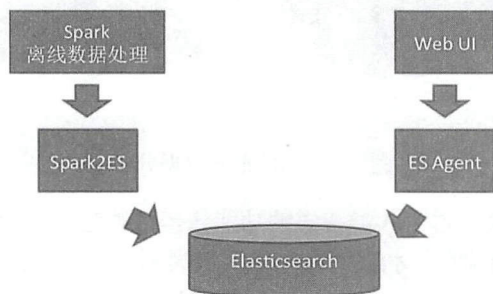 Spark
离线数据处理
Web UI
Spark2ES
ES Agent
Elasticsearch